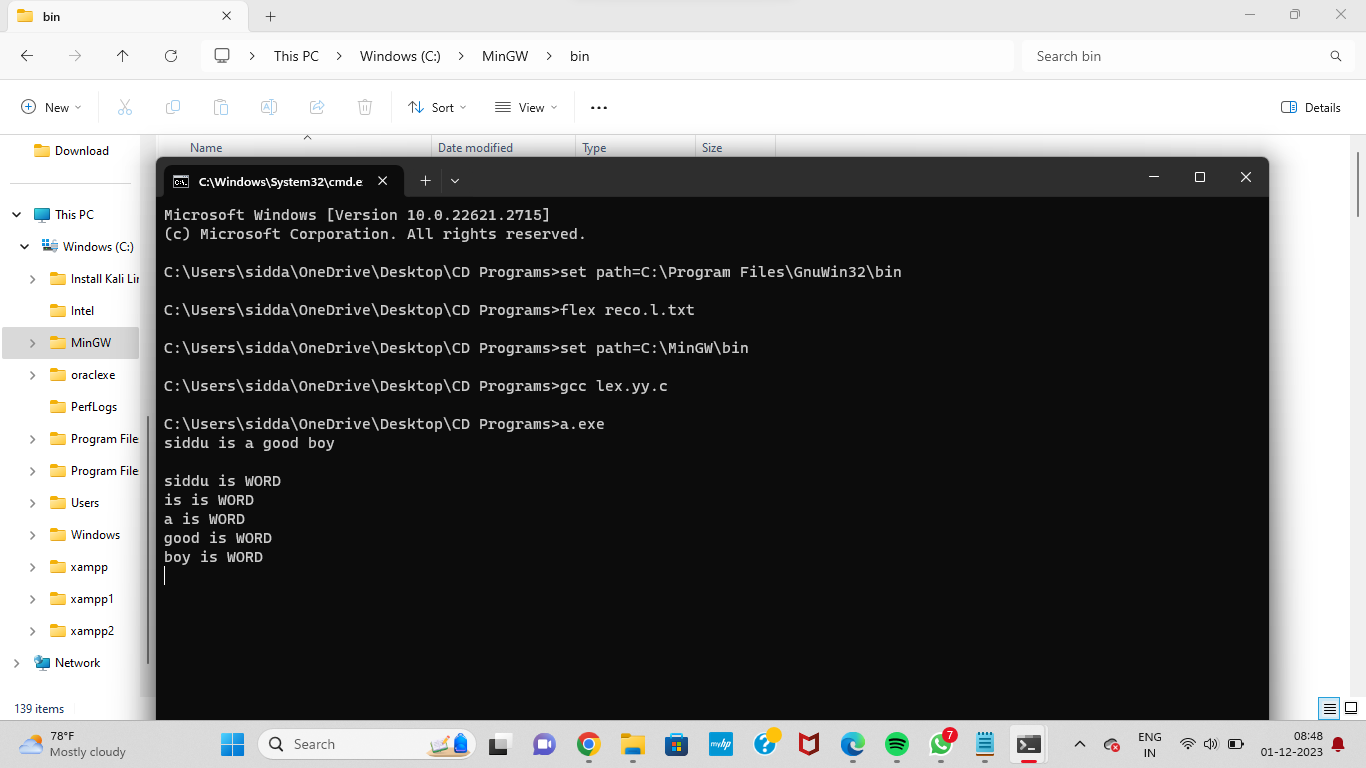 bin
This PC
Windows (C:)
MinGW
bin
Search bin
New
Sort
View
Details
Name
Date modified
Type
Size
Download
This PC
Windows (C:)
Install Kali Lin
Intel
MinGW
oraclexe
PerfLogs
Program File
Program File
Users
Windows
xampp
xampp1
xampp2
Network
139 items
C:\Windows\System32\cmd.e
Microsoft Windows [Version 10.0.22621.2715]
(c) Microsoft Corporation. All rights reserved.
C:\Users\sidda\OneDrive\Desktop\CD Programs>set path=C:\Program Files\GnuWin32\bin
C:\Users\sidda\OneDrive\Desktop\CD Programs>flex reco.l.txt
C:\Users\sidda\OneDrive\Desktop\CD Programs>set path=C:\MinGW\bin
C:\Users\sidda\OneDrive\Desktop\CD Programs>gcc lex.yy.c
C:\Users\sidda\OneDrive\Desktop\CD Programs>a.exe
siddu is a good boy
siddu is WORD
is is WORD
a is WORD
good is WORD
boy is WORD
78°F
Mostly cloudy
Search
myhp
7
ENG
IN
08:48
01-12-2023